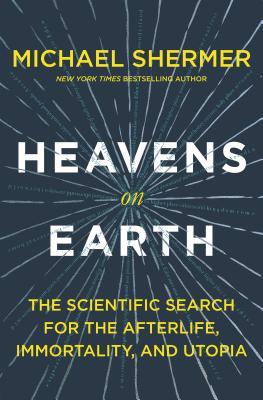 MICHAEL SHERMER
NEW YORK TIMES BESTSELLING AUTHOR
HEAVENS
on
EARTH
THE SCIENTIFIC SEARCH
FOR THE AFTERLIFE,
IMMORTALITY, AND UTOPIA